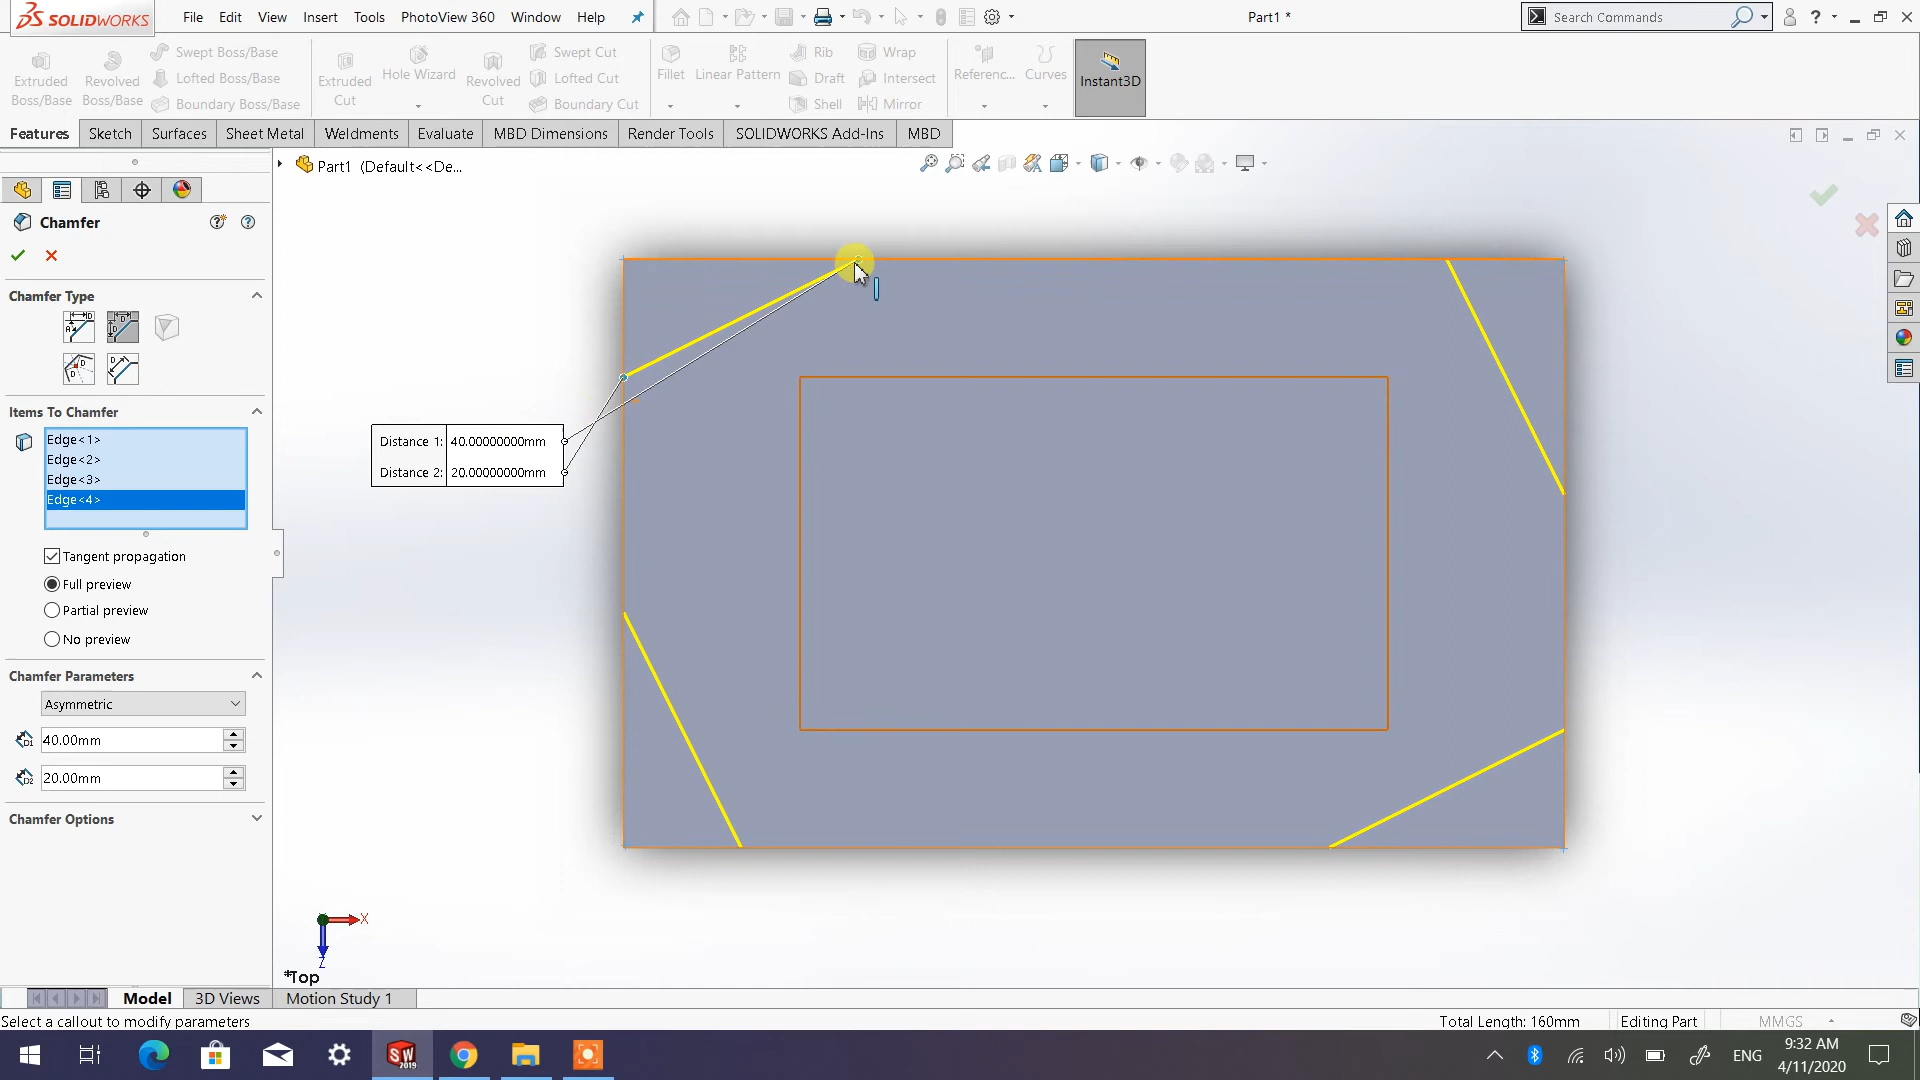 SOLIDWORKS
File Edit View Insert Tools PhotoView 360 Window Help
Part1 *
Search Commands
Extruded Boss/Base
Revolved Boss/Base
Swept Boss/Base
Lofted Boss/Base
Boundary Boss/Base
Extruded Cut
Hole Wizard
Revolved Cut
Swept Cut
Lofted Cut
Boundary Cut
Fillet
Linear Pattern
Rib
Draft
Shell
Wrap
Intersect
Mirror
Referenc...
Curves
Instant3D
Features Sketch Surfaces Sheet Metal Weldments Evaluate MBD Dimensions Render Tools SOLIDWORKS Add-Ins MBD
Part1 (Default<<De...
Chamfer
Chamfer Type
Items To Chamfer
Edge<1>
Edge<2>
Edge<3>
Edge<4>
Tangent propagation
Full preview
Partial preview
No preview
Chamfer Parameters
Asymmetric
40.00mm
20.00mm
Chamfer Options
Distance 1: 40.00000000mm
Distance 2: 20.00000000mm
X
Z
*Top
Model 3D Views Motion Study 1
Select a callout to modify parameters
Total Length: 160mm
Editing Part
MMGS
SW
2019
ENG
9:32 AM
4/11/2020